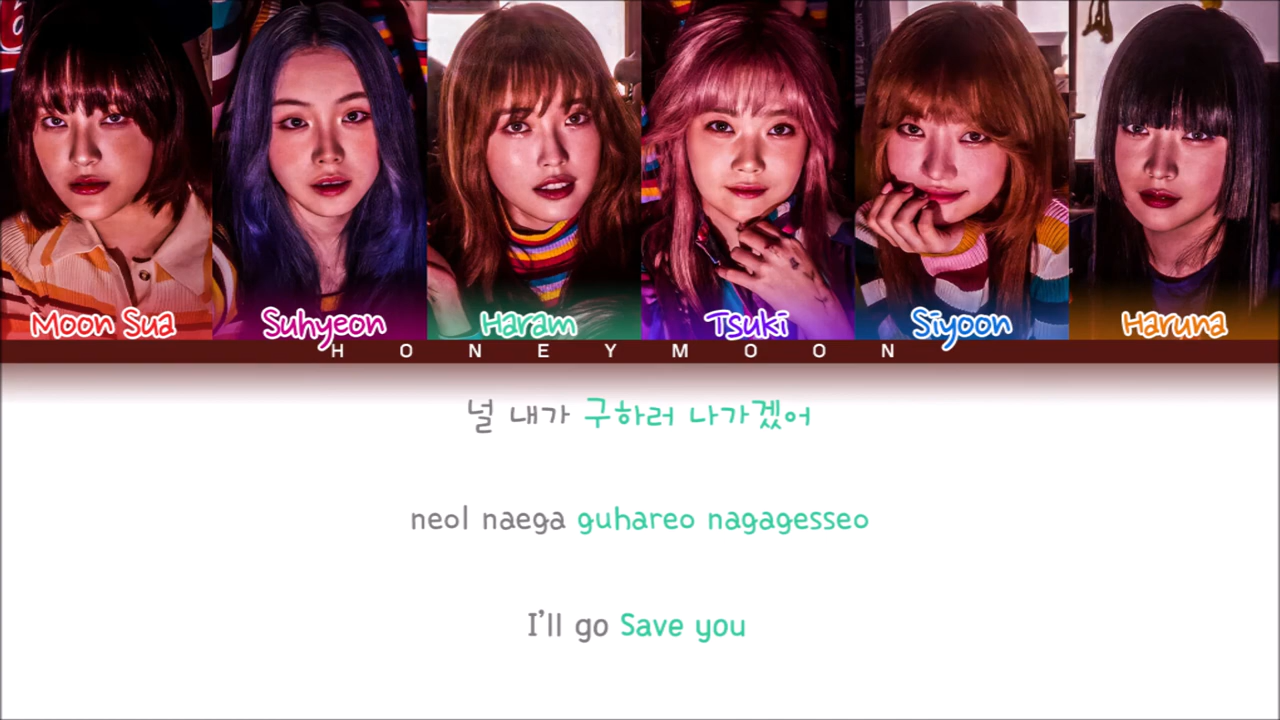 Moon Sua Suhyeon Haram Tsuki Siyoon Haruna
HONEYMOON
널 내가 구하러 나가겠어
neol naega guhareo nagagesseo
I'll go Save you